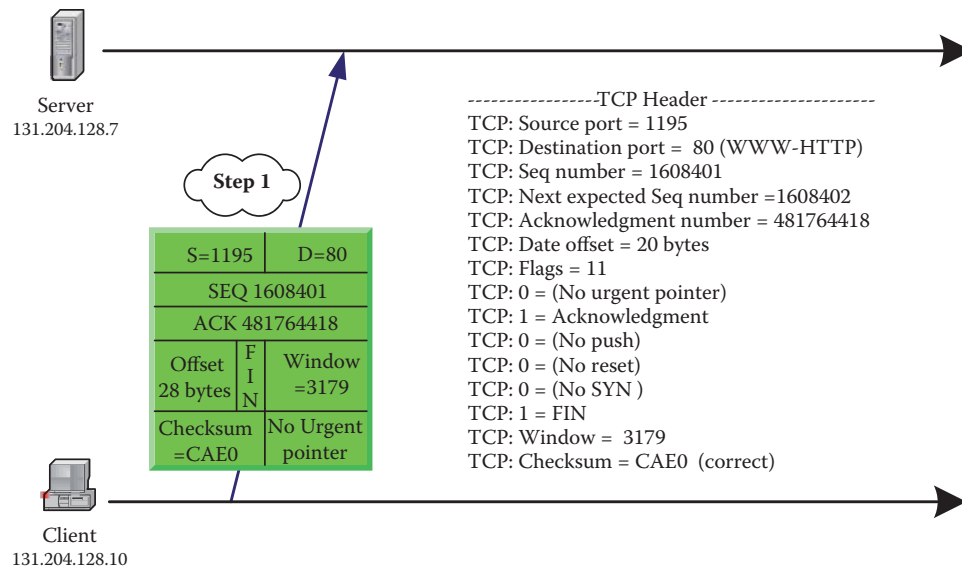 Server
131.204.128.7
Step 1
S=1195 D=80
SEQ 1608401
ACK 481764418
Offset
28 bytes
F
I
N
Window
=3179
Checksum
=CAE0
No Urgent
pointer
Client
131.204.128.10
-----------------TCP Header ---------------------
TCP: Source port = 1195
TCP: Destination port =  80 (WWW-HTTP)
TCP: Seq number = 1608401
TCP: Next expected Seq number =1608402
TCP: Acknowledgment number = 481764418
TCP: Date offset = 20 bytes
TCP: Flags = 11
TCP: 0 = (No urgent pointer)
TCP: 1 = Acknowledgment
TCP: 0 = (No push)
TCP: 0 = (No reset)
TCP: 0 = (No SYN )
TCP: 1 = FIN
TCP: Window =  3179
TCP: Checksum = CAE0  (correct)